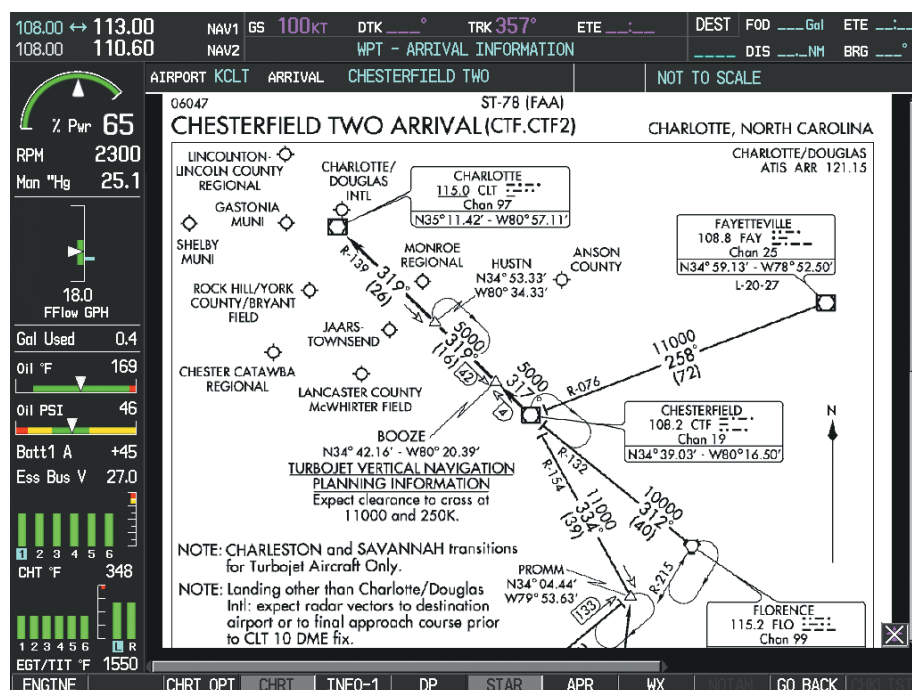 108.00 ↔ 113.00 NAV1 GS 100KT DTK ___° TRK 357° ETE __:__ DEST FOD ___Gal ETE __:__
108.00 110.60 NAV2 WPT - ARRIVAL INFORMATION ____ DIS __._NM BRG ___°
AIRPORT KCLT ARRIVAL CHESTERFIELD TWO NOT TO SCALE
% Pwr 65
RPM 2300
Man "Hg 25.1
18.0
FFlow GPH
Gal Used 0.4
Oil °F 169
Oil PSI 46
Batt1 A +45
Ess Bus V 27.0
1 2 3 4 5 6
CHT °F 348
1 2 3 4 5 6 L R
EGT/TIT °F 1550
06047 ST-78 (FAA)
CHESTERFIELD TWO ARRIVAL (CTF.CTF2) CHARLOTTE, NORTH CAROLINA
CHARLOTTE/DOUGLAS
ATIS ARR 121.15
LINCOLNTON-
LINCOLN COUNTY
REGIONAL
CHARLOTTE/
DOUGLAS
INTL
CHARLOTTE
115.0 CLT
Chan 97
N35°11.42' - W80°57.11'
GASTONIA
MUNI
SHELBY
MUNI
FAYETTEVILLE
108.8 FAY
Chan 25
N34°59.13' - W78°52.50'
L-20-27
MONROE
REGIONAL
HUSTN
N34°53.33'
W80°34.33'
ANSON
COUNTY
R-139
319°
(26)
ROCK HILL/YORK
COUNTY/BRYANT
FIELD
JAARS-
TOWNSEND
CHESTER CATAWBA
REGIONAL
LANCASTER COUNTY
McWHIRTER FIELD
5000
319°
(16)
42
5000
317°
4
11000
258°
(72)
R-076
BOOZE
N34°42.16' - W80°20.39'
CHESTERFIELD
108.2 CTF
Chan 19
N34°39.03' - W80°16.50'
N
TURBOJET VERTICAL NAVIGATION
PLANNING INFORMATION
Expect clearance to cross at
11000 and 250K.
R-132
R-154
11000
334°
(39)
10000
312°
(40)
NOTE: CHARLESTON and SAVANNAH transitions
for Turbojet Aircraft Only.
NOTE: Landing other than Charlotte/Douglas
Intl: expect radar vectors to destination
airport or to final approach course prior
to CLT 10 DME fix.
PROMM
N34°04.44'
W79°53.63'
133
R-215
FLORENCE
115.2 FLO
Chan 99
ENGINE CHRT OPT CHRT INFO-1 DP STAR APR WX NOTAM GO BACK CHKLIST